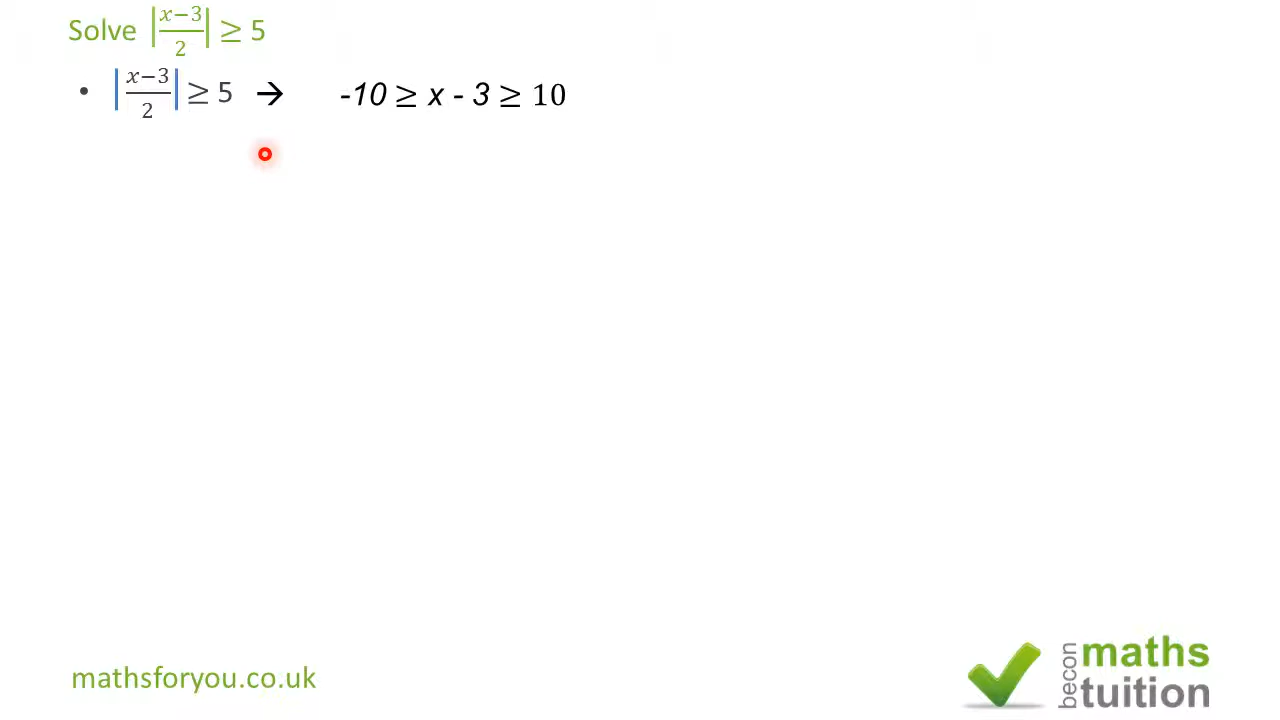 Solve |x−3/2| ≥ 5
• |x−3/2| ≥ 5 → -10 ≥ x - 3 ≥ 10
mathsforyou.co.uk
becon maths tuition